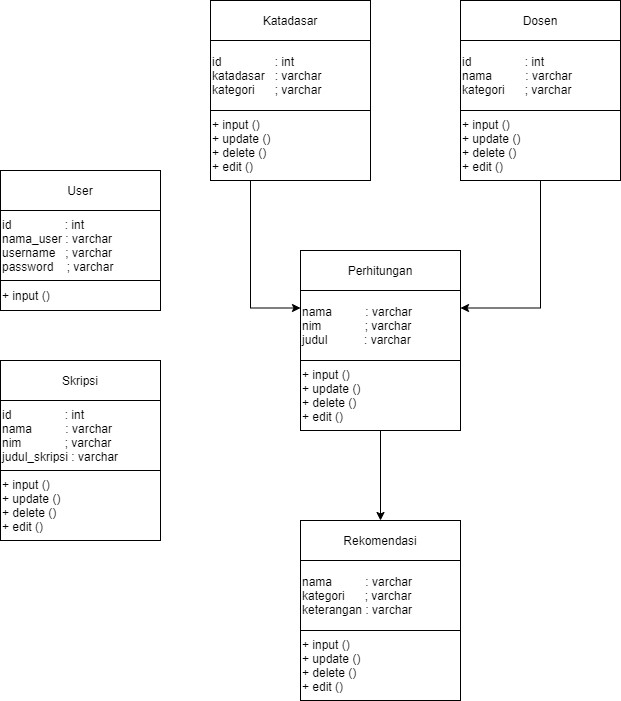 Katadasar
id : int
katadasar : varchar
kategori ; varchar
+ input ()
+ update ()
+ delete ()
+ edit ()
Dosen
id : int
nama : varchar
kategori ; varchar
+ input ()
+ update ()
+ delete ()
+ edit ()
User
id : int
nama_user : varchar
username ; varchar
password ; varchar
+ input ()
Perhitungan
nama : varchar
nim ; varchar
judul : varchar
+ input ()
+ update ()
+ delete ()
+ edit ()
Skripsi
id : int
nama : varchar
nim ; varchar
judul_skripsi : varchar
+ input ()
+ update ()
+ delete ()
+ edit ()
Rekomendasi
nama : varchar
kategori ; varchar
keterangan : varchar
+ input ()
+ update ()
+ delete ()
+ edit ()